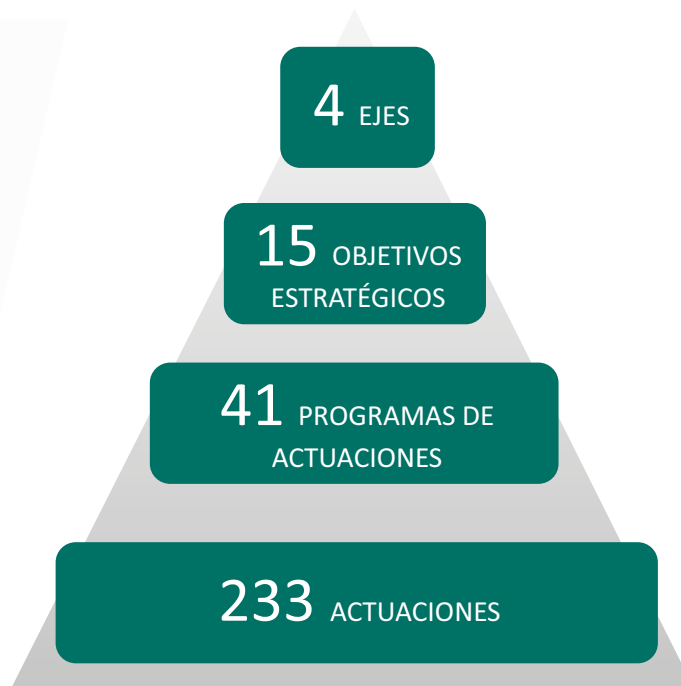 4 EJES
15 OBJETIVOS
ESTRATÉGICOS
41 PROGRAMAS DE
ACTUACIONES
233 ACTUACIONES